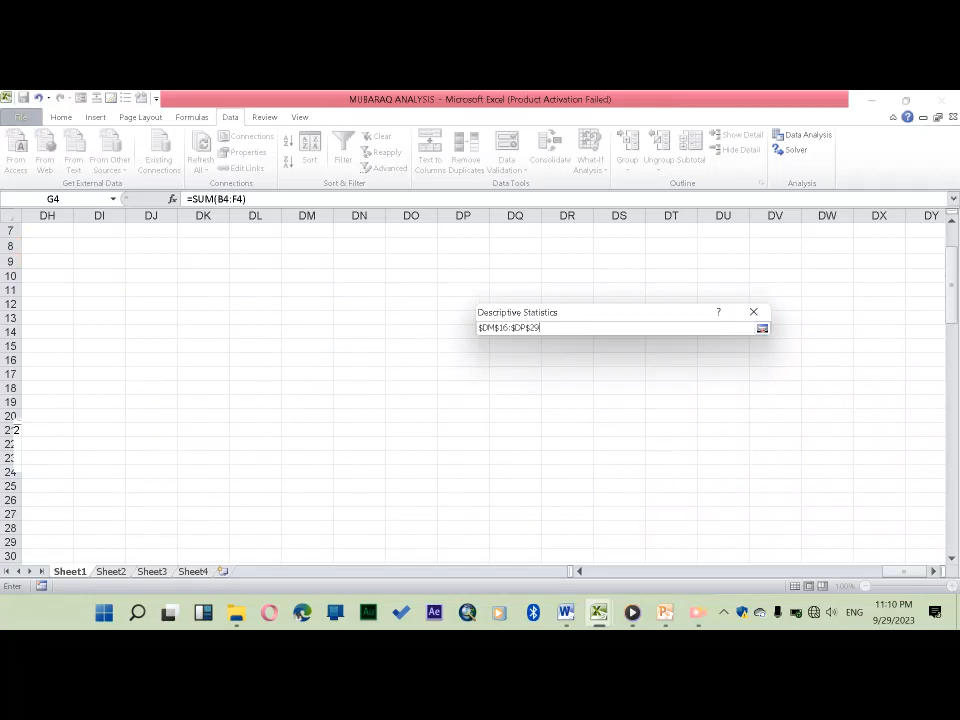 MUBARAQ ANALYSIS - Microsoft Excel (Product Activation Failed)
File Home Insert Page Layout Formulas Data Review View
From Access From Web From Text From Other Sources Existing Connections
Refresh All Connections Properties Edit Links
Sort Filter Clear Reapply Advanced
Text to Columns Remove Duplicates Data Validation Consolidate What-If Analysis
Group Ungroup Subtotal Show Detail Hide Detail
Data Analysis Solver
Get External Data Connections Sort & Filter Data Tools Outline Analysis
G4 fx =SUM(B4:F4)
DH DI DJ DK DL DM DN DO DP DQ DR DS DT DU DV DW DX DY
7
8
9
10
11
12
13
14
15
16
17
18
19
20
22
24
25
26
27
28
29
30
Descriptive Statistics ?
$DM$16:$DP$29
Sheet1 Sheet2 Sheet3 Sheet4
Enter 100%
Au Ae ENG 11:10 PM
9/29/2023